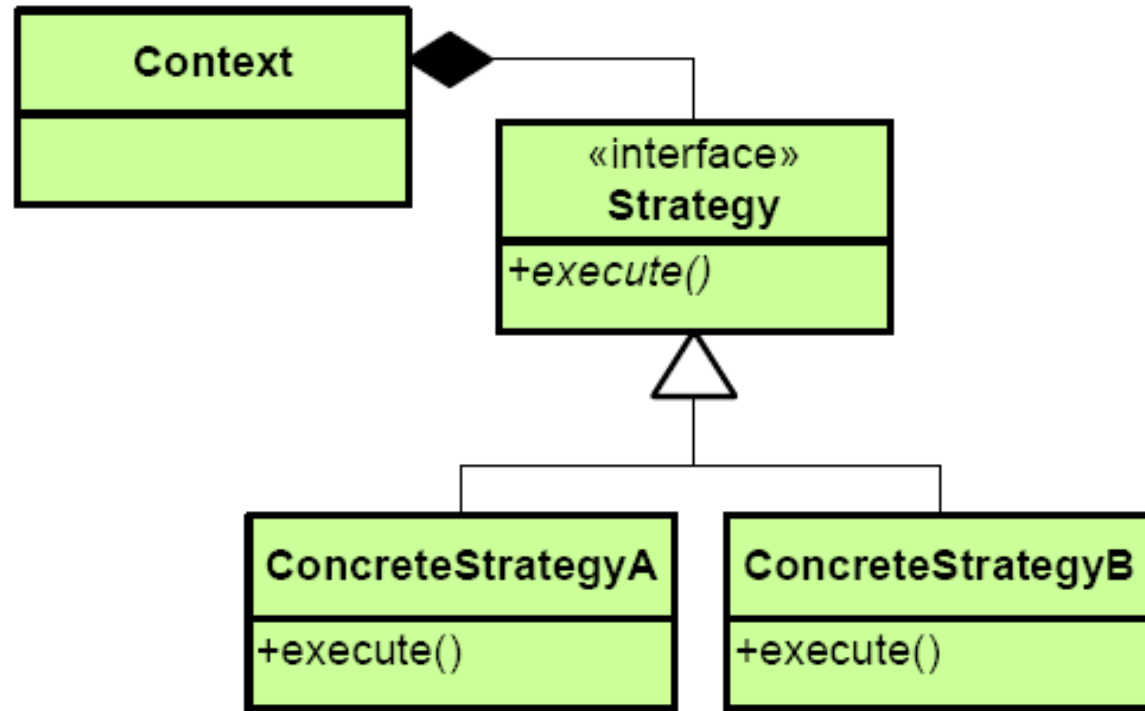 Context
«interface»
Strategy
+execute()
ConcreteStrategyA
+execute()
ConcreteStrategyB
+execute()